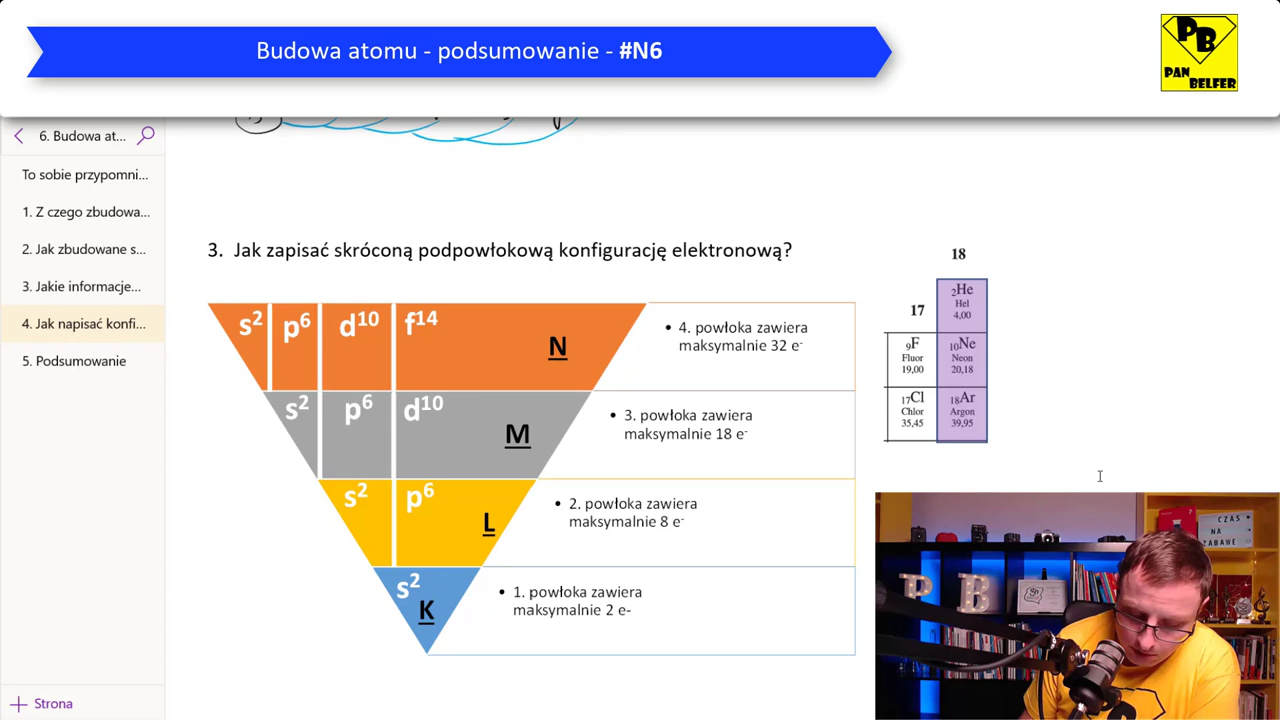 Budowa atomu - podsumowanie - #N6
PB
PAN
BELFER
6. Budowa at...
To sobie przypomni...
1. Z czego zbudowa...
2. Jak zbudowane s...
3. Jakie informacje...
4. Jak napisać konfi...
5. Podsumowanie
3. Jak zapisać skróconą podpowłokową konfigurację elektronową?
s² p⁶ d¹⁰ f¹⁴ N
• 4. powłoka zawiera
maksymalnie 32 e⁻
s² p⁶ d¹⁰ M
• 3. powłoka zawiera
maksymalnie 18 e⁻
s² p⁶ L
• 2. powłoka zawiera
maksymalnie 8 e⁻
s² K
• 1. powłoka zawiera
maksymalnie 2 e-
18
₂He
Hel
4,00
17
₉F
Fluor
19,00
₁₀Ne
Neon
20,18
₁₇Cl
Chlor
35,45
₁₈Ar
Argon
39,95
CZAS
NA
ZABAWE
P B
Strona